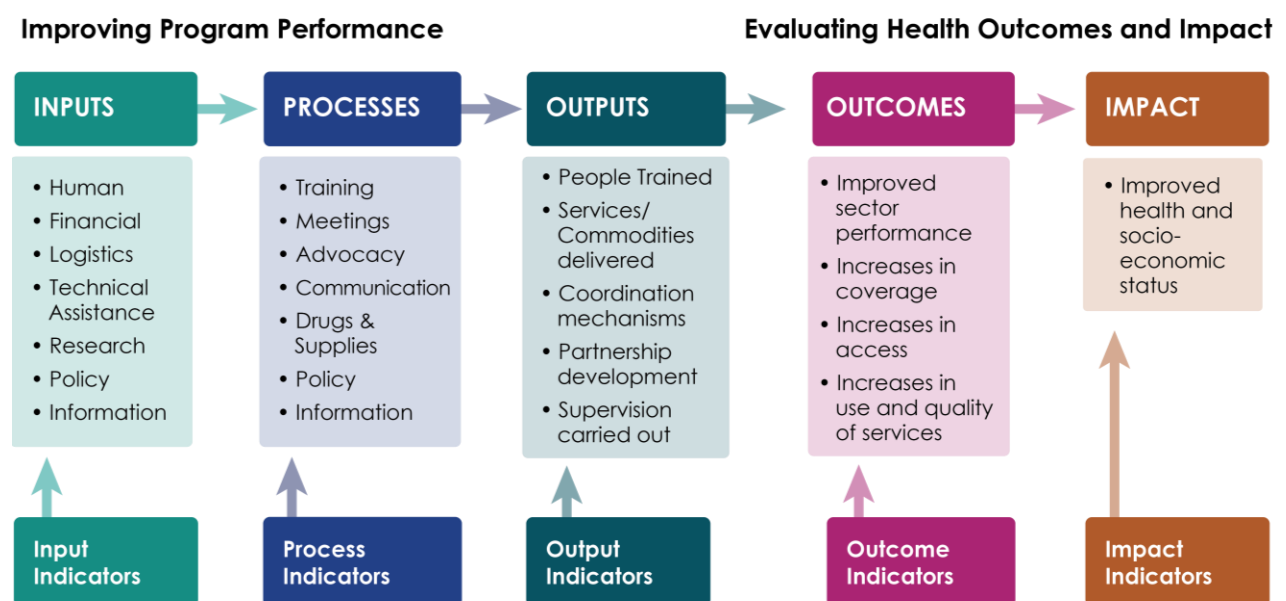 Improving Program Performance
Evaluating Health Outcomes and Impact
INPUTS
• Human
• Financial
• Logistics
• Technical
Assistance
• Research
• Policy
• Information
Input
Indicators
PROCESSES
• Training
• Meetings
• Advocacy
• Communication
• Drugs &
Supplies
• Policy
• Information
Process
Indicators
OUTPUTS
• People Trained
• Services/
Commodities
delivered
• Coordination
mechanisms
• Partnership
development
• Supervision
carried out
Output
Indicators
OUTCOMES
• Improved
sector
performance
• Increases in
coverage
• Increases in
access
• Increases in
use and quality
of services
Outcome
Indicators
IMPACT
• Improved
health and
socio-
economic
status
Impact
Indicators